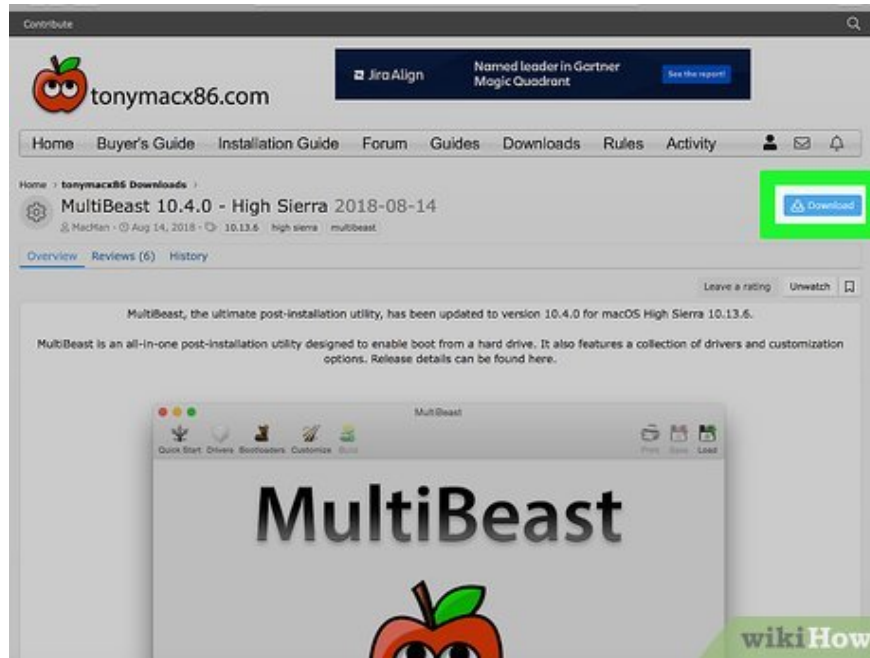 Contribute
tonymacx86.com
Jira Align
Named leader in Gartner
Magic Quadrant
See the report!
Home Buyer's Guide Installation Guide Forum Guides Downloads Rules Activity
Home › tonymacx86 Downloads ›
MultiBeast 10.4.0 - High Sierra 2018-08-14
Download
MacMan · Aug 14, 2018 · 10.13.6 high sierra multibeast
Overview Reviews (6) History
Leave a rating Unwatch
MultiBeast, the ultimate post-installation utility, has been updated to version 10.4.0 for macOS High Sierra 10.13.6.
MultiBeast is an all-in-one post-installation utility designed to enable boot from a hard drive. It also features a collection of drivers and customization
options. Release details can be found here.
MultiBeast
Quick Start Drivers Bootloaders Customize Build Print Save Load
MultiBeast
wikiHow